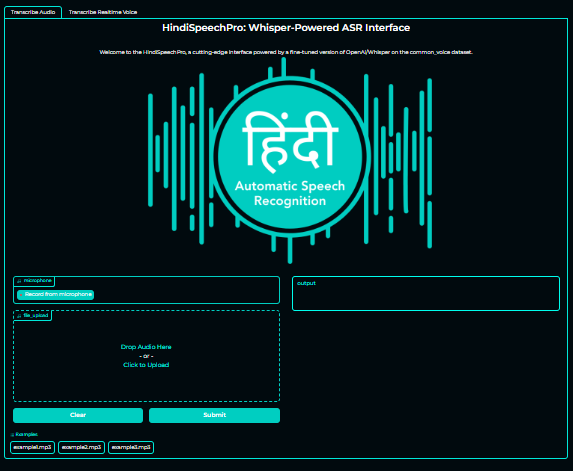 Transcribe Audio
Transcribe Realtime Voice
HindiSpeechPro: Whisper-Powered ASR Interface
Welcome to the HindiSpeechPro, a cutting-edge interface powered by a fine-tuned version of OpenAI/Whisper on the common_voice dataset.
हिंदी
Automatic Speech
Recognition
microphone
Record from microphone
output
file_upload
Drop Audio Here
- or -
Click to Upload
Clear
Submit
Examples
example1.mp3
example2.mp3
example3.mp3